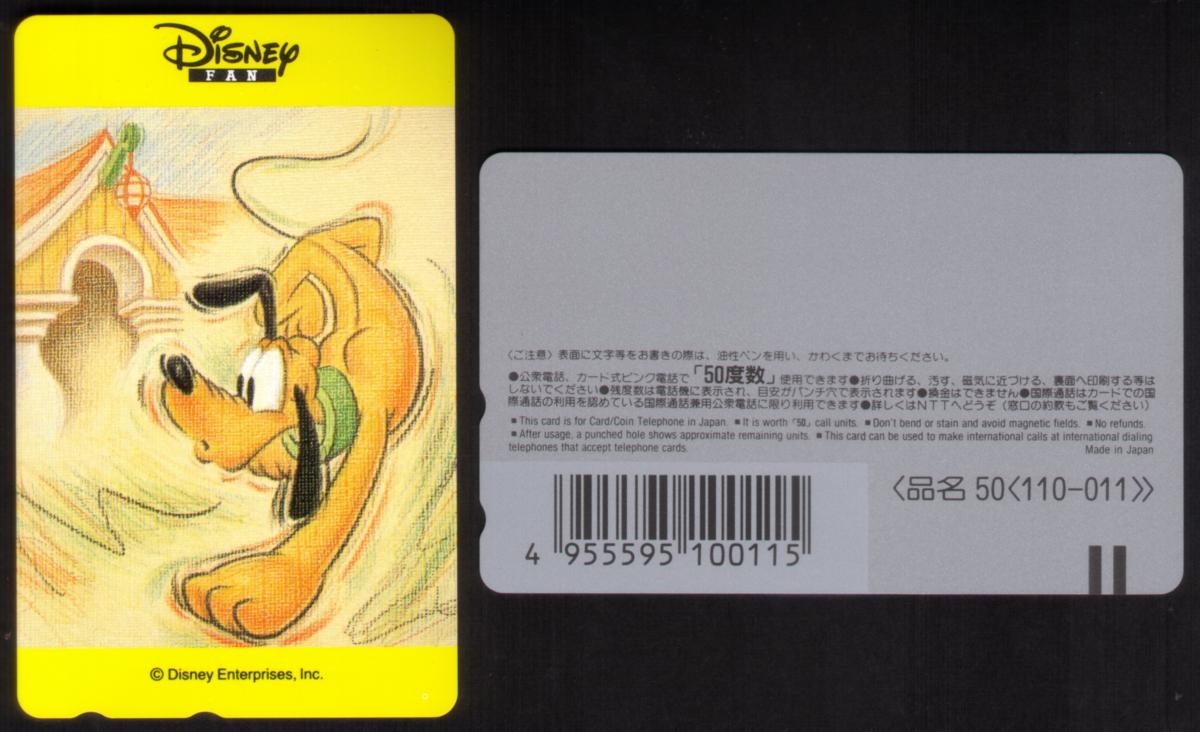 Disney
FAN
© Disney Enterprises, Inc.
〈ご注意〉表面に文字等をお書きの際は、油性ペンを用い、かわくまでお待ちください。
●公衆電話、カード式ピンク電話で「50度数」使用できます●折り曲げる、汚す、磁気に近づける、裏面へ印刷する等は
しないでください●残度数は電話機に表示され、目安がパンチ穴で表示されます●換金はできません●国際通話はカードでの国
際通話の利用を認めている国際通話兼用公衆電話に限り利用できます●詳しくはNTTへどうぞ（窓口の約款もご覧ください）
■ This card is for Card/Coin Telephone in Japan. ■ It is worth「50」call units. ■ Don't bend or stain and avoid magnetic fields. ■ No refunds.
■ After usage, a punched hole shows approximate remaining units. ■ This card can be used to make international calls at international dialing
telephones that accept telephone cards.
Made in Japan
〈品名 50〈110-011〉〉
4 955595 100115